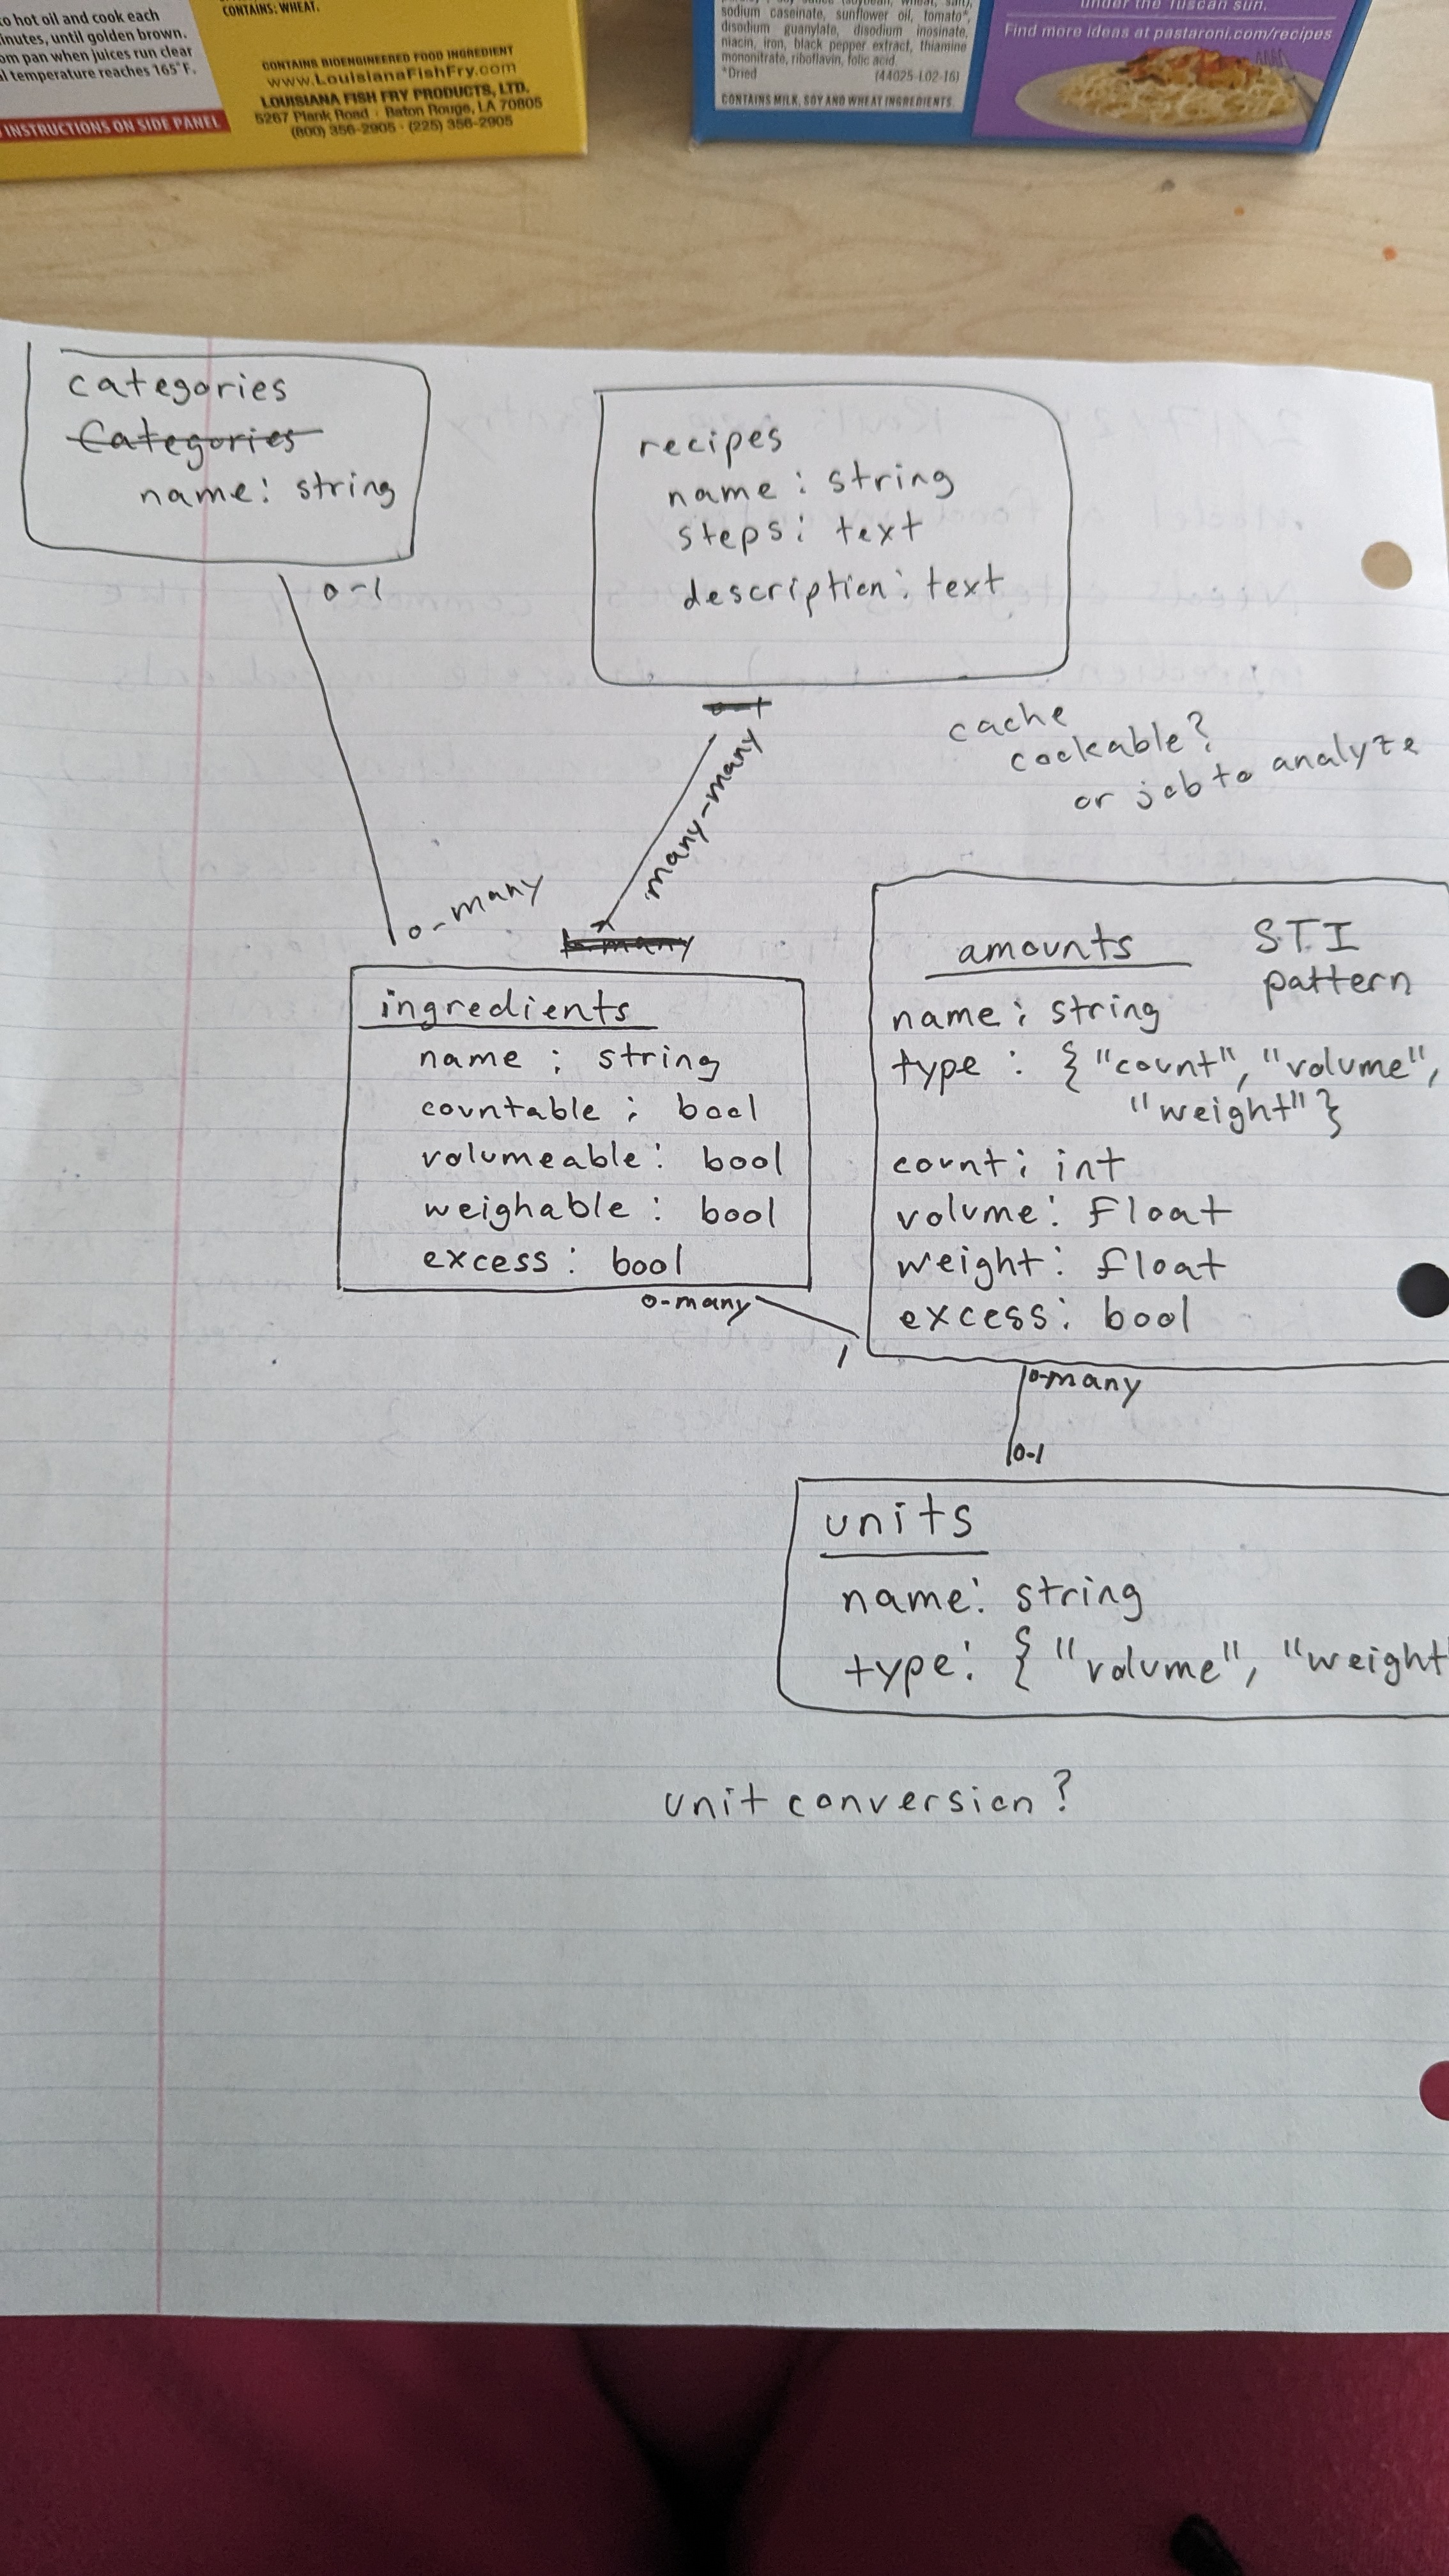 to hot oil and cook each
inutes, until golden brown.
om pan when juices run clear
l temperature reaches 165°F.
INSTRUCTIONS ON SIDE PANEL
CONTAINS: WHEAT.
CONTAINS BIOENGINEERED FOOD INGREDIENT
www.LouisianaFishFry.com
LOUISIANA FISH FRY PRODUCTS, LTD.
5267 Plank Road · Baton Rouge, LA 70805
(800) 356-2905 · (225) 356-2905
sodium caseinate, sunflower oil, tomato*,
disodium guanylate, disodium inosinate,
niacin, iron, black pepper extract, thiamine
mononitrate, riboflavin, folic acid.
*Dried (44025-L02-16)
CONTAINS MILK, SOY AND WHEAT INGREDIENTS.
under the Tuscan sun.
Find more ideas at pastaroni.com/recipes
categories
Categories
name: string
0-1
recipes
name: string
steps: text
description: text
many-many
cache
cookable?
or job to analyze
0-many
many
ingredients
name: string
countable: bool
volumeable: bool
weighable: bool
excess: bool
0-many
1
amounts
STI
pattern
name: string
type: {"count", "volume",
"weight"}
count: int
volume: float
weight: float
excess: bool
0-many
0-1
units
name: string
type: {"volume", "weight
unit conversion?